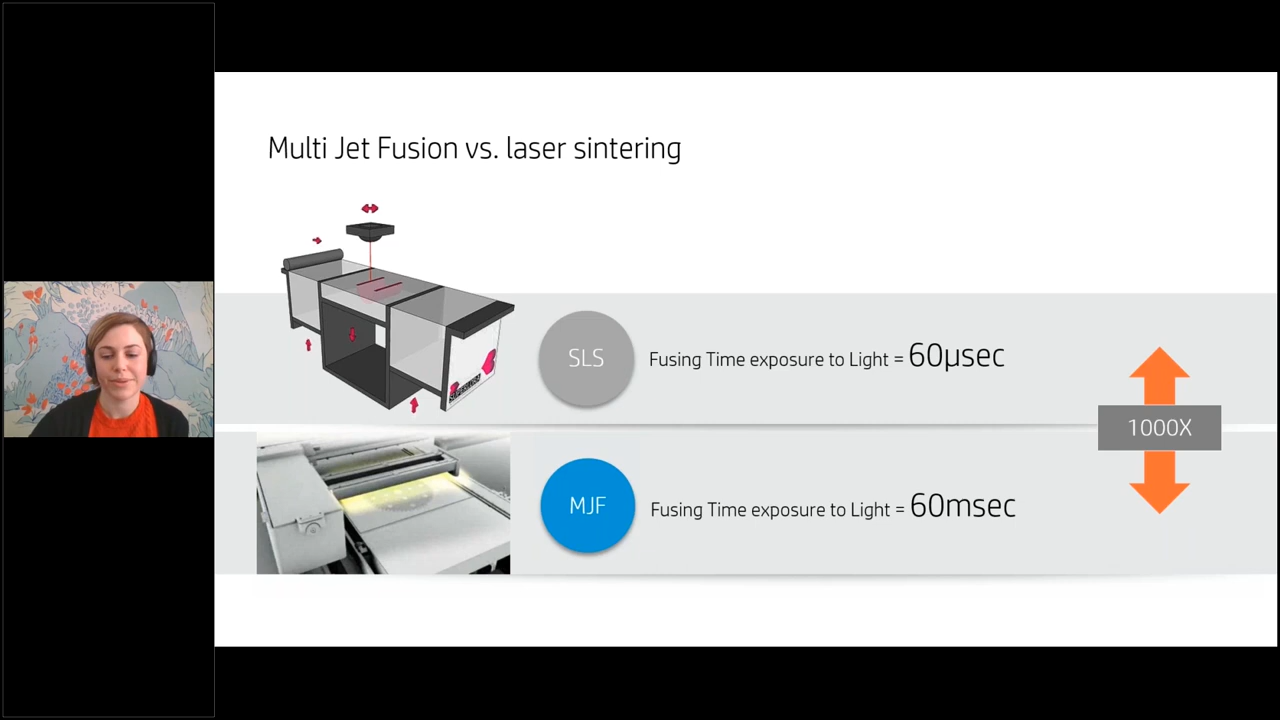 Multi Jet Fusion vs. laser sintering
SLS
Fusing Time exposure to Light = 60µsec
1000X
MJF
Fusing Time exposure to Light = 60msec